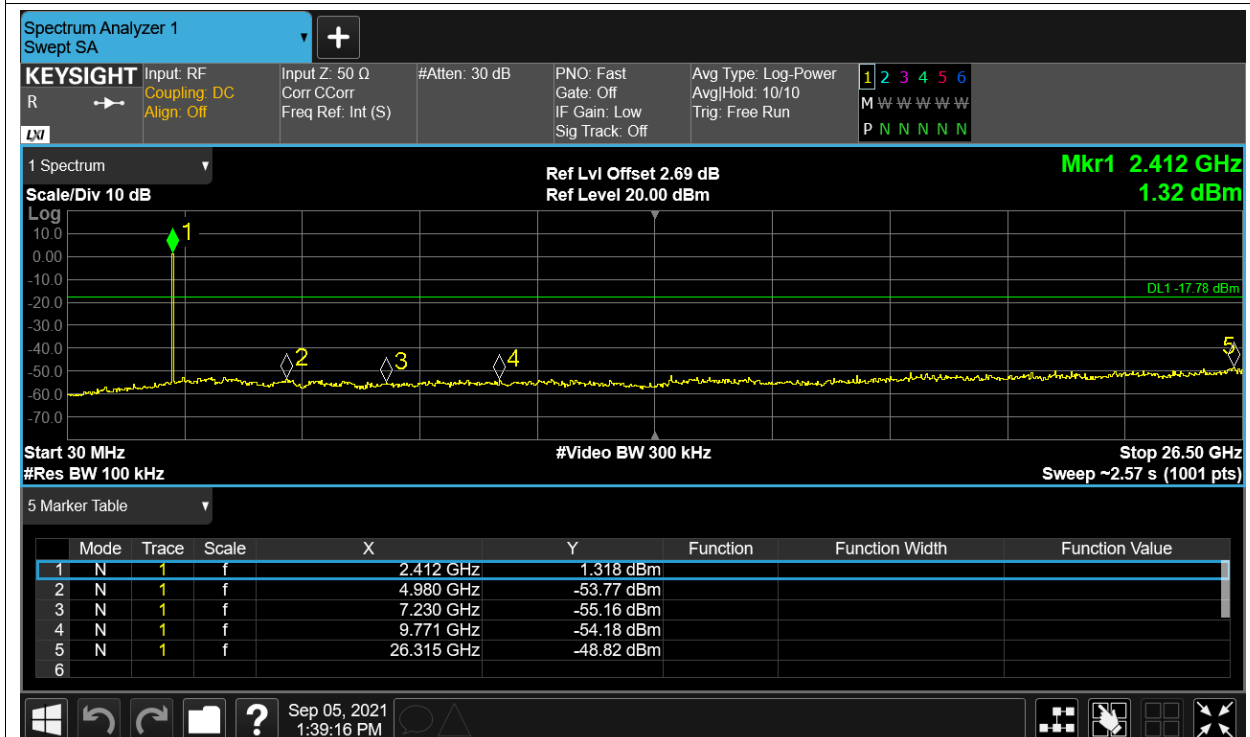 Spectrum Analyzer 1
Swept SA
KEYSIGHT Input: RF Input Z: 50 Ω #Atten: 30 dB PNO: Fast Avg Type: Log-Power 1 2 3 4 5 6
R Coupling: DC Corr CCorr Gate: Off Avg|Hold: 10/10 M W W W W W
Align: Off Freq Ref: Int (S) IF Gain: Low Trig: Free Run
LXI Sig Track: Off P N N N N N
1 Spectrum Ref Lvl Offset 2.69 dB Mkr1 2.412 GHz
Scale/Div 10 dB Ref Level 20.00 dBm 1.32 dBm
Log
10.0 1
0.00
-10.0
DL1 -17.78 dBm
-20.0
-30.0
-40.0 2 3 4 5
-50.0
-60.0
-70.0
Start 30 MHz #Video BW 300 kHz Stop 26.50 GHz
#Res BW 100 kHz Sweep ~2.57 s (1001 pts)
5 Marker Table
Mode Trace Scale X Y Function Function Width Function Value
1 N 1 f 2.412 GHz 1.318 dBm
2 N 1 f 4.980 GHz -53.77 dBm
3 N 1 f 7.230 GHz -55.16 dBm
4 N 1 f 9.771 GHz -54.18 dBm
5 N 1 f 26.315 GHz -48.82 dBm
6
? Sep 05, 2021
1:39:16 PM